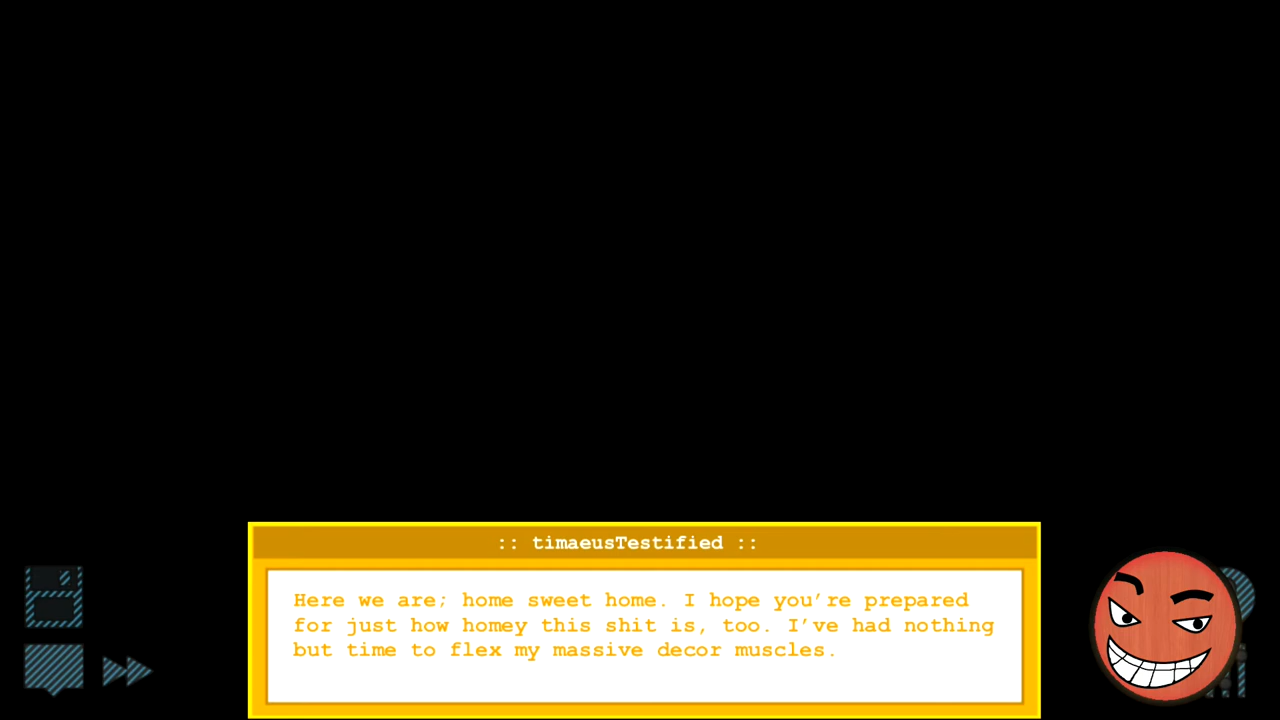 :: timaeusTestified ::
Here we are; home sweet home. I hope you’re prepared
for just how homey this shit is, too. I’ve had nothing
but time to flex my massive decor muscles.